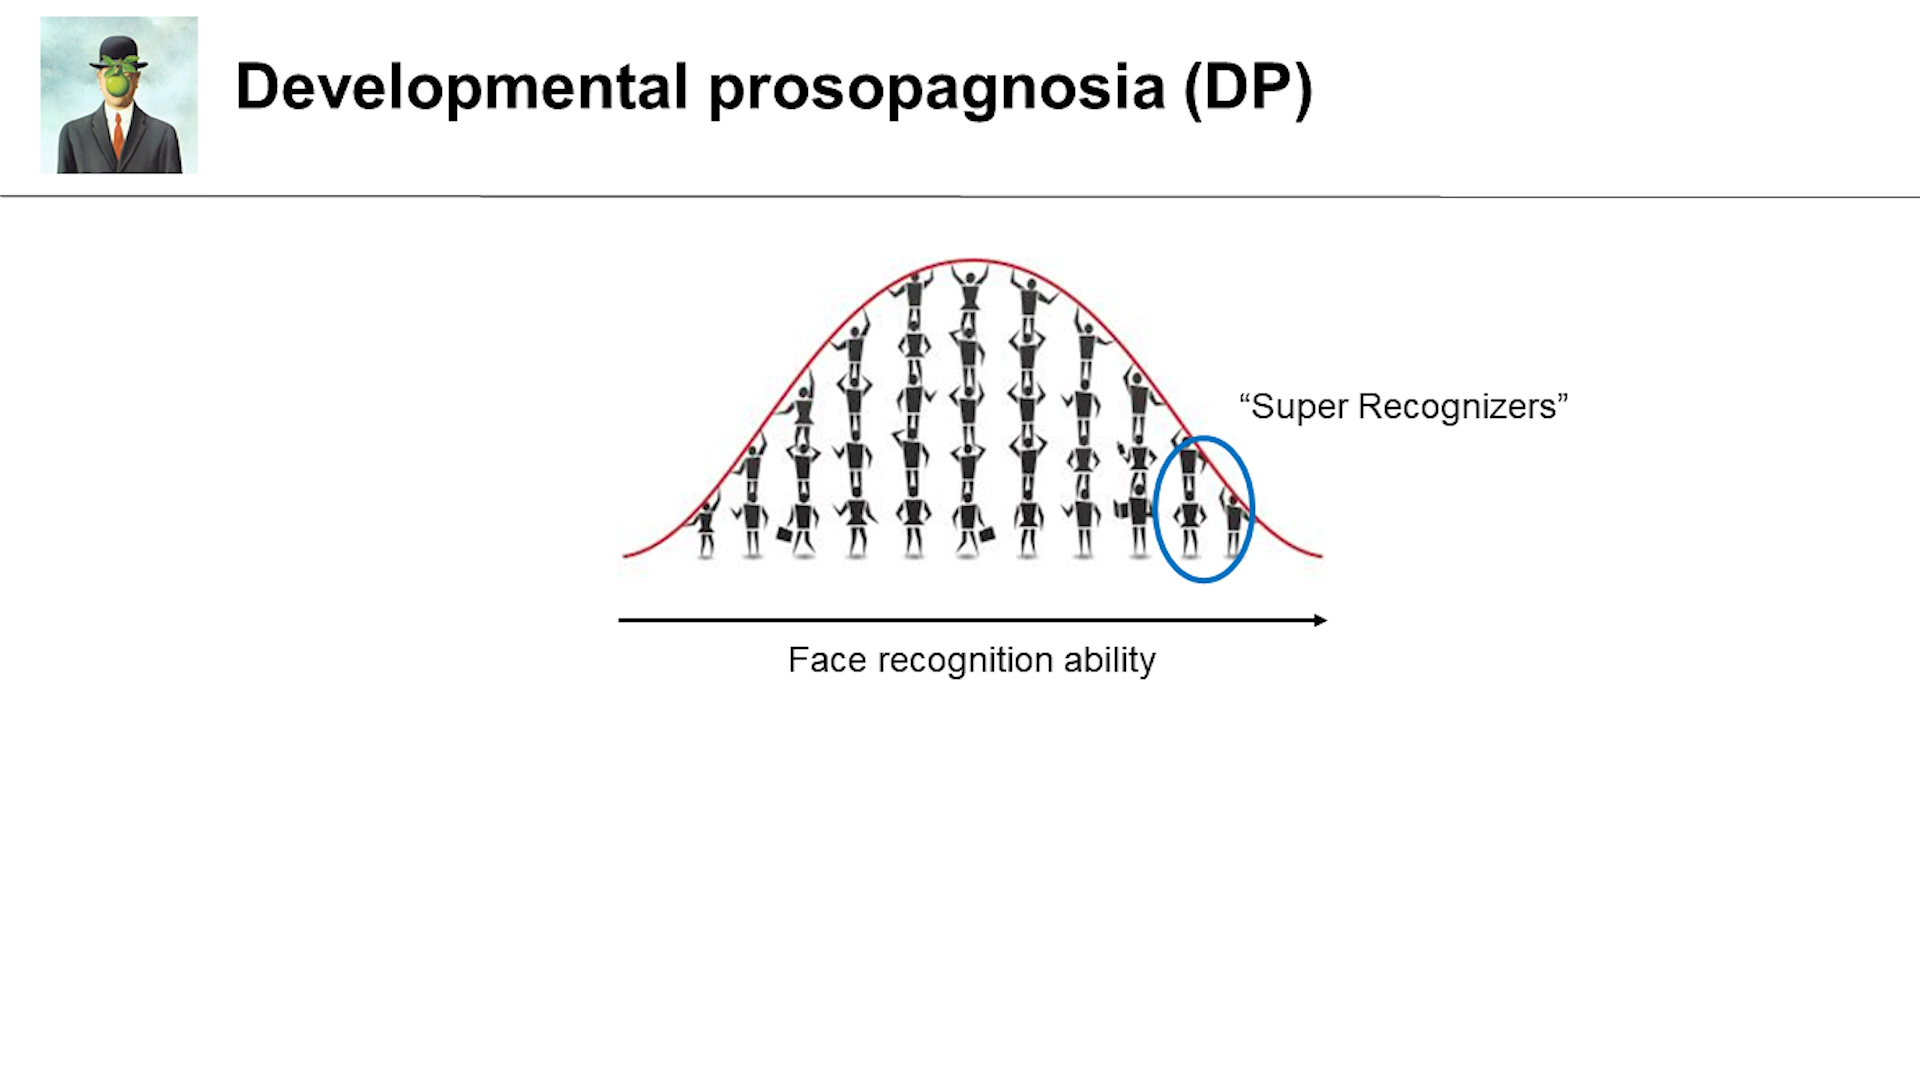 Developmental prosopagnosia (DP)
“Super Recognizers”
Face recognition ability